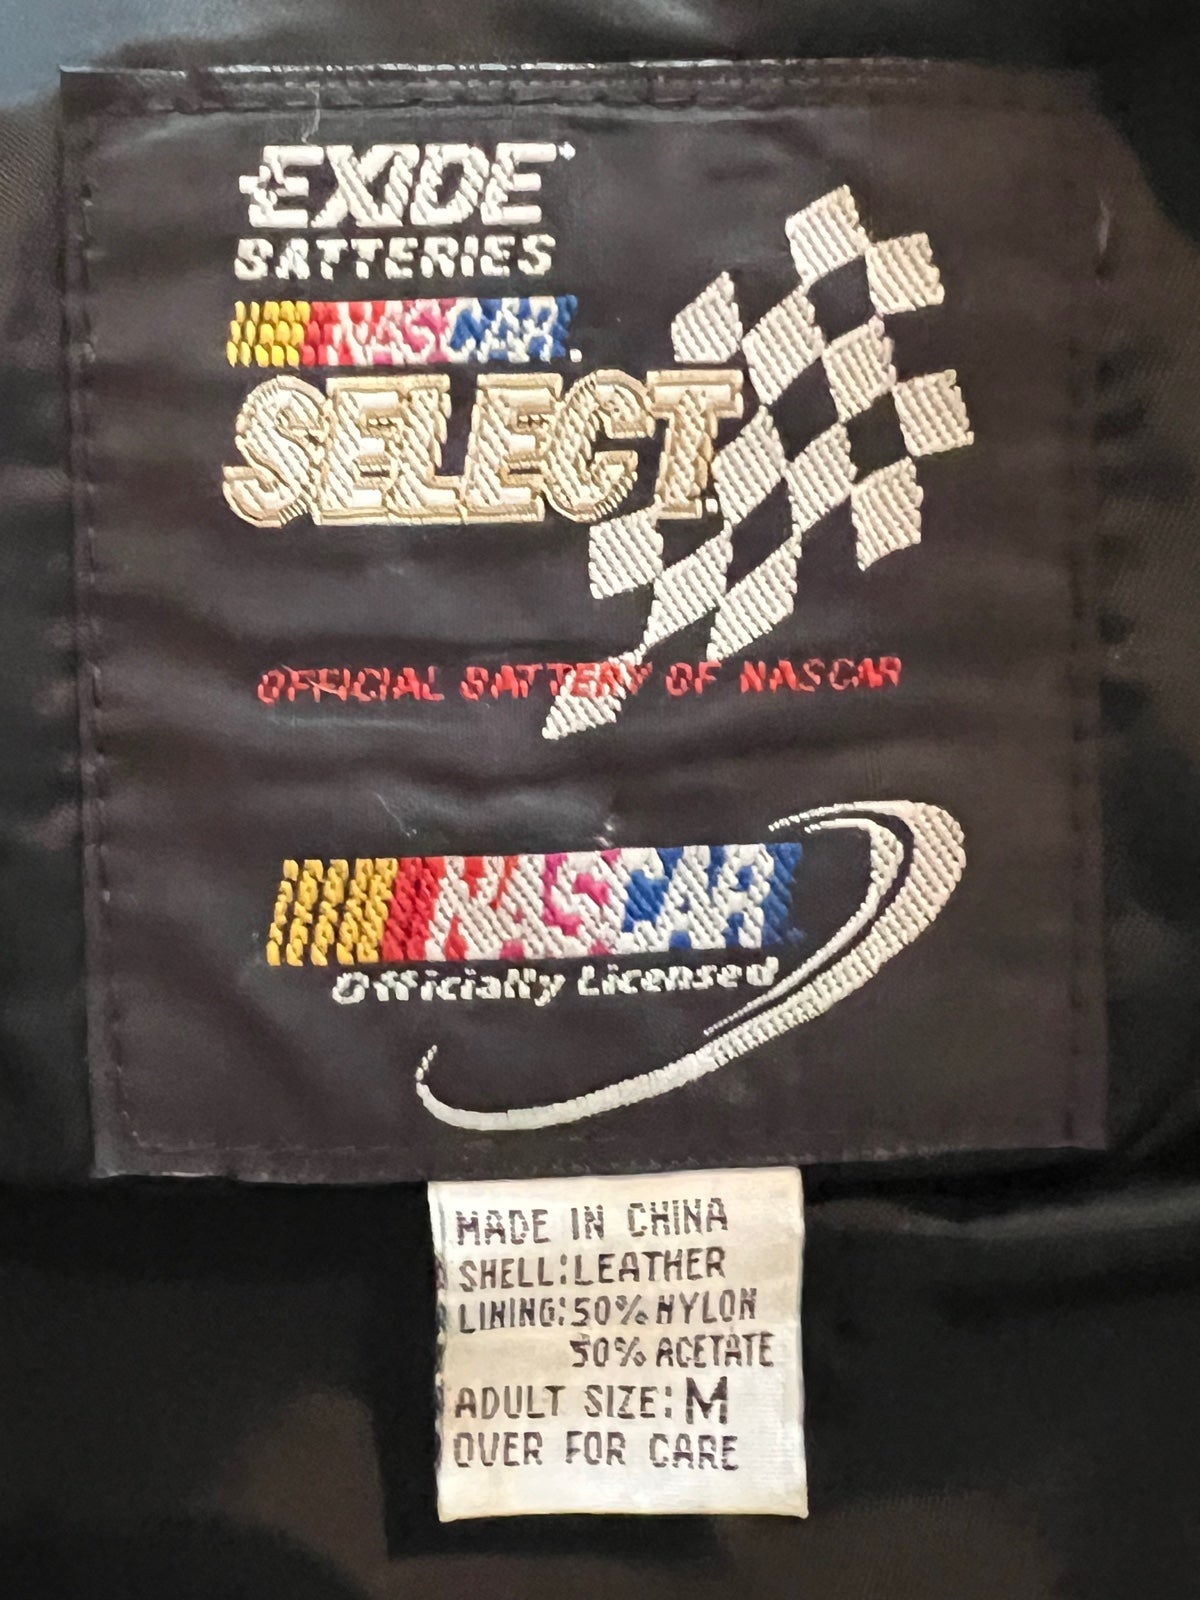 EXIDE
BATTERIES
NASCAR.
SELECT.
OFFICIAL BATTERY OF NASCAR
NASCAR
Officially Licensed
MADE IN CHINA
SHELL:LEATHER
LINING:50% NYLON
50% ACETATE
ADULT SIZE:M
OVER FOR CARE